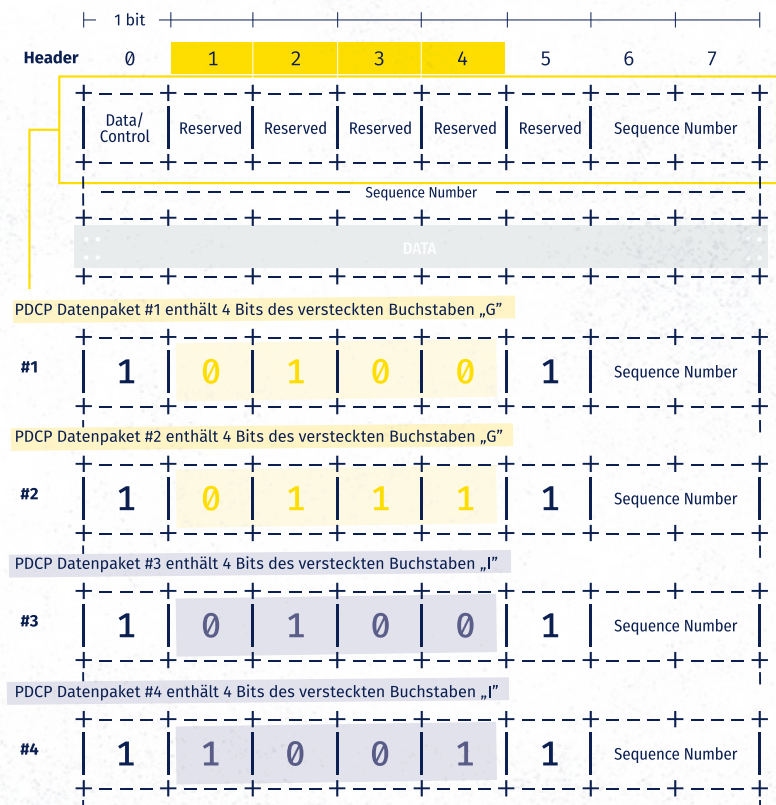 1 bit
Header 0 1 2 3 4 5 6 7
Data/ Control Reserved Reserved Reserved Reserved Reserved Sequence Number
Sequence Number
DATA
PDCP Datenpaket #1 enthält 4 Bits des versteckten Buchstaben „G”
#1 1 0 1 0 0 1 Sequence Number
PDCP Datenpaket #2 enthält 4 Bits des versteckten Buchstaben „G”
#2 1 0 1 1 1 1 Sequence Number
PDCP Datenpaket #3 enthält 4 Bits des versteckten Buchstaben „I”
#3 1 0 1 0 0 1 Sequence Number
PDCP Datenpaket #4 enthält 4 Bits des versteckten Buchstaben „I”
#4 1 1 0 0 1 1 Sequence Number